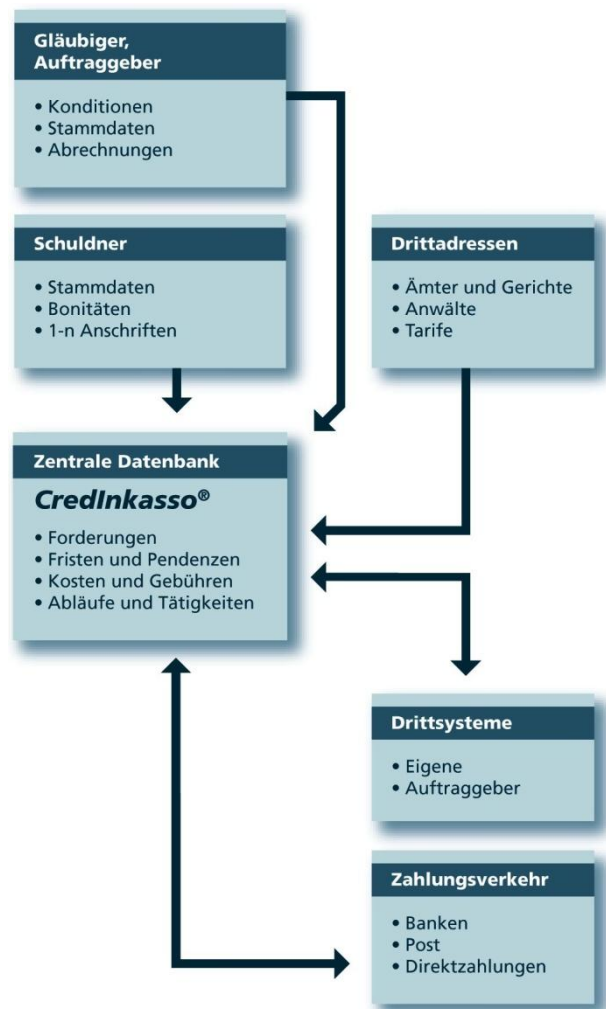 Gläubiger,
Auftraggeber
• Konditionen
• Stammdaten
• Abrechnungen
Schuldner
• Stammdaten
• Bonitäten
• 1-n Anschriften
Drittadressen
• Ämter und Gerichte
• Anwälte
• Tarife
Zentrale Datenbank
CredInkasso®
• Forderungen
• Fristen und Pendenzen
• Kosten und Gebühren
• Abläufe und Tätigkeiten
Drittsysteme
• Eigene
• Auftraggeber
Zahlungsverkehr
• Banken
• Post
• Direktzahlungen